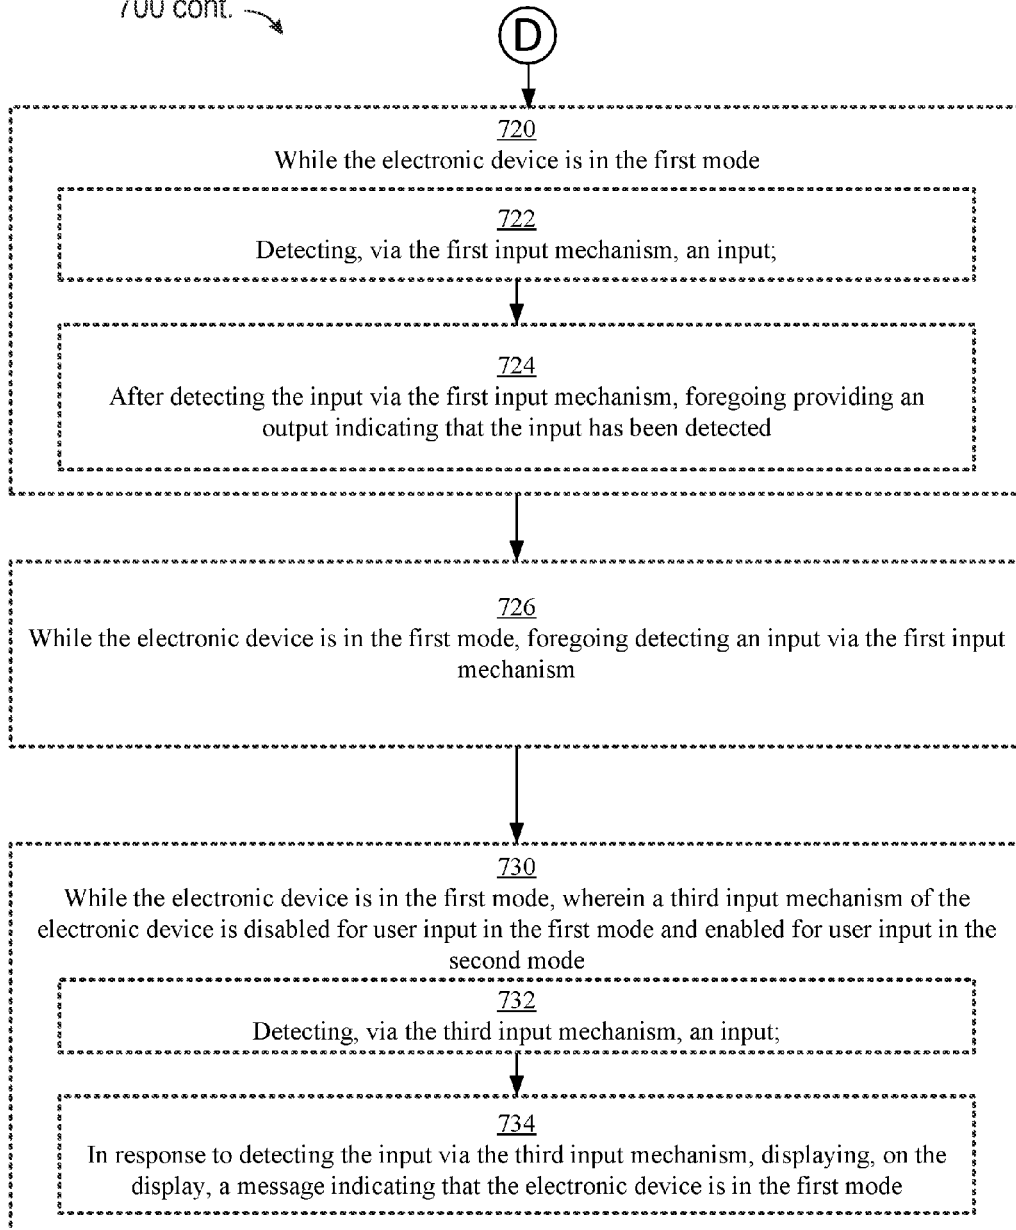 700 cont.
D
720
While the electronic device is in the first mode
722
Detecting, via the first input mechanism, an input;
724
After detecting the input via the first input mechanism, foregoing providing an
output indicating that the input has been detected
726
While the electronic device is in the first mode, foregoing detecting an input via the first input
mechanism
730
While the electronic device is in the first mode, wherein a third input mechanism of the
electronic device is disabled for user input in the first mode and enabled for user input in the
second mode
732
Detecting, via the third input mechanism, an input;
734
In response to detecting the input via the third input mechanism, displaying, on the
display, a message indicating that the electronic device is in the first mode